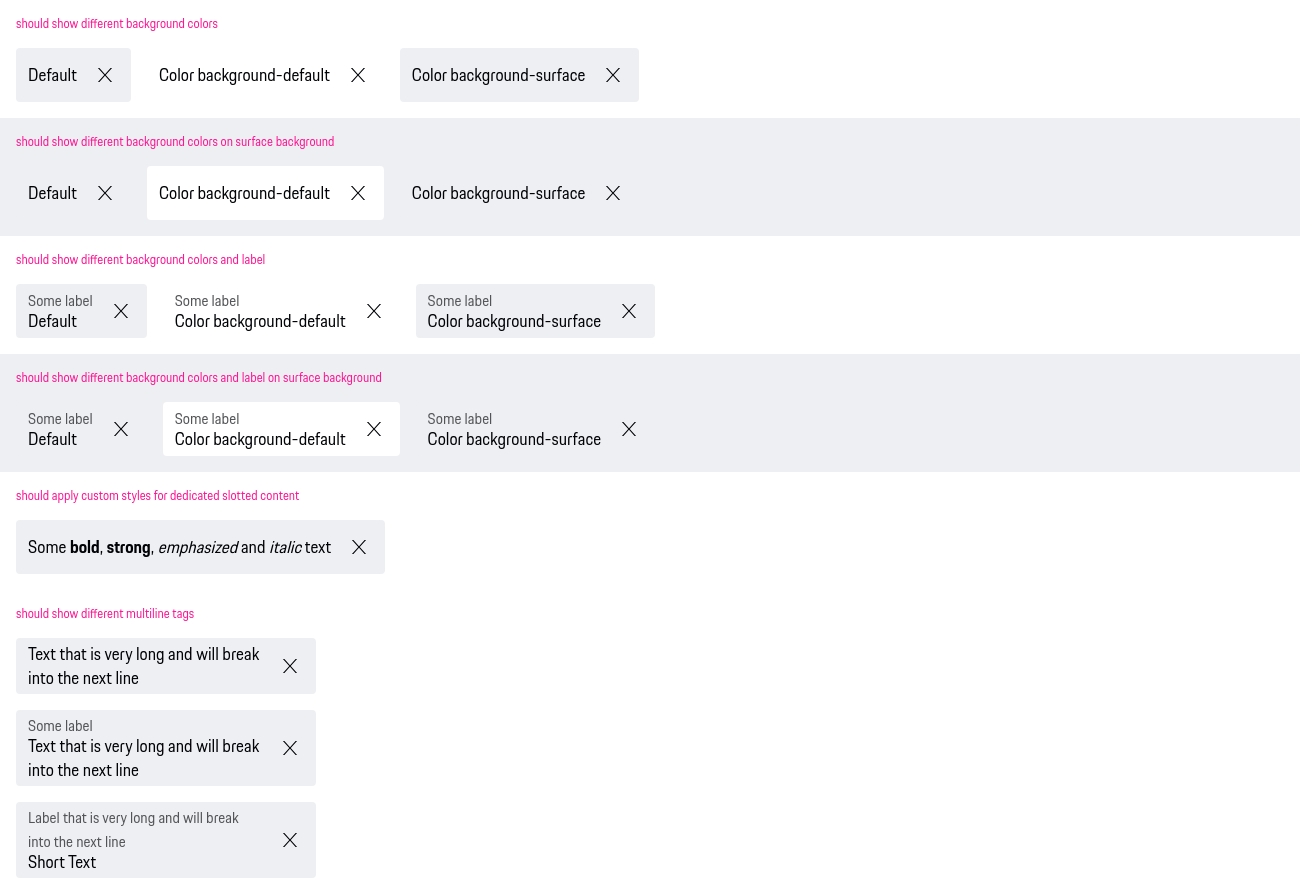 should show different background colors
Default Color background-default Color background-surface
should show different background colors on surface background
Default Color background-default Color background-surface
should show different background colors and label
Some label Some label Some label
Default Color background-default Color background-surface
should show different background colors and label on surface background
Some label Some label Some label
Default Color background-default Color background-surface
should apply custom styles for dedicated slotted content
Some bold, strong, emphasized and italic text
should show different multiline tags
Text that is very long and will break
into the next line
Some label
Text that is very long and will break
into the next line
Label that is very long and will break
into the next line
Short Text